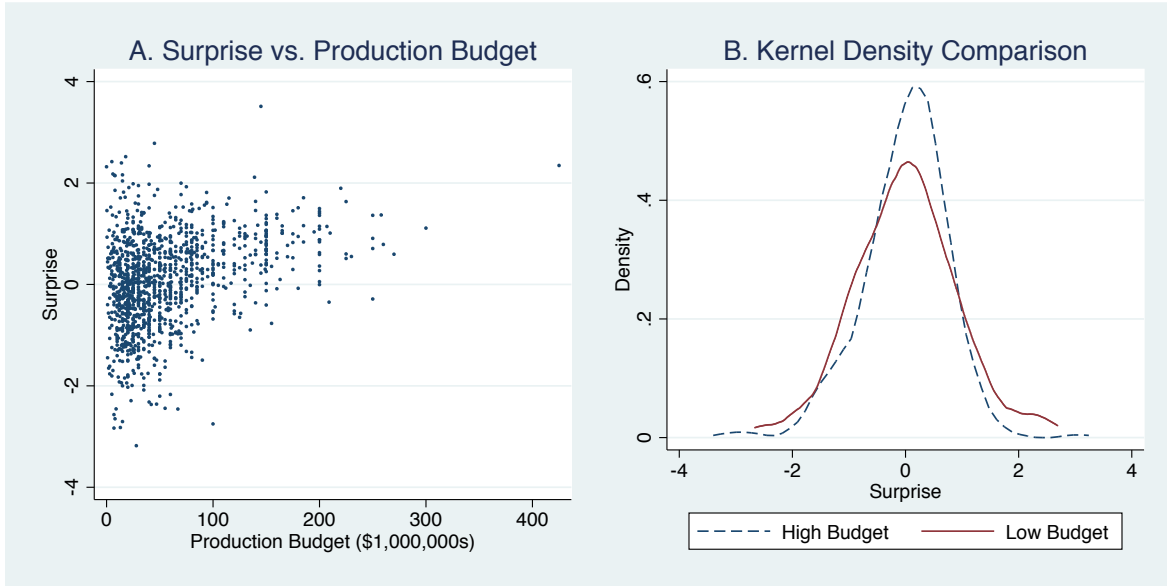 A. Surprise vs. Production Budget
4
2
0
-2
-4
Surprise
0 100 200 300 400
Production Budget ($1,000,000s)
B. Kernel Density Comparison
.6
.4
.2
0
Density
-4 -2 0 2 4
Surprise
High Budget Low Budget